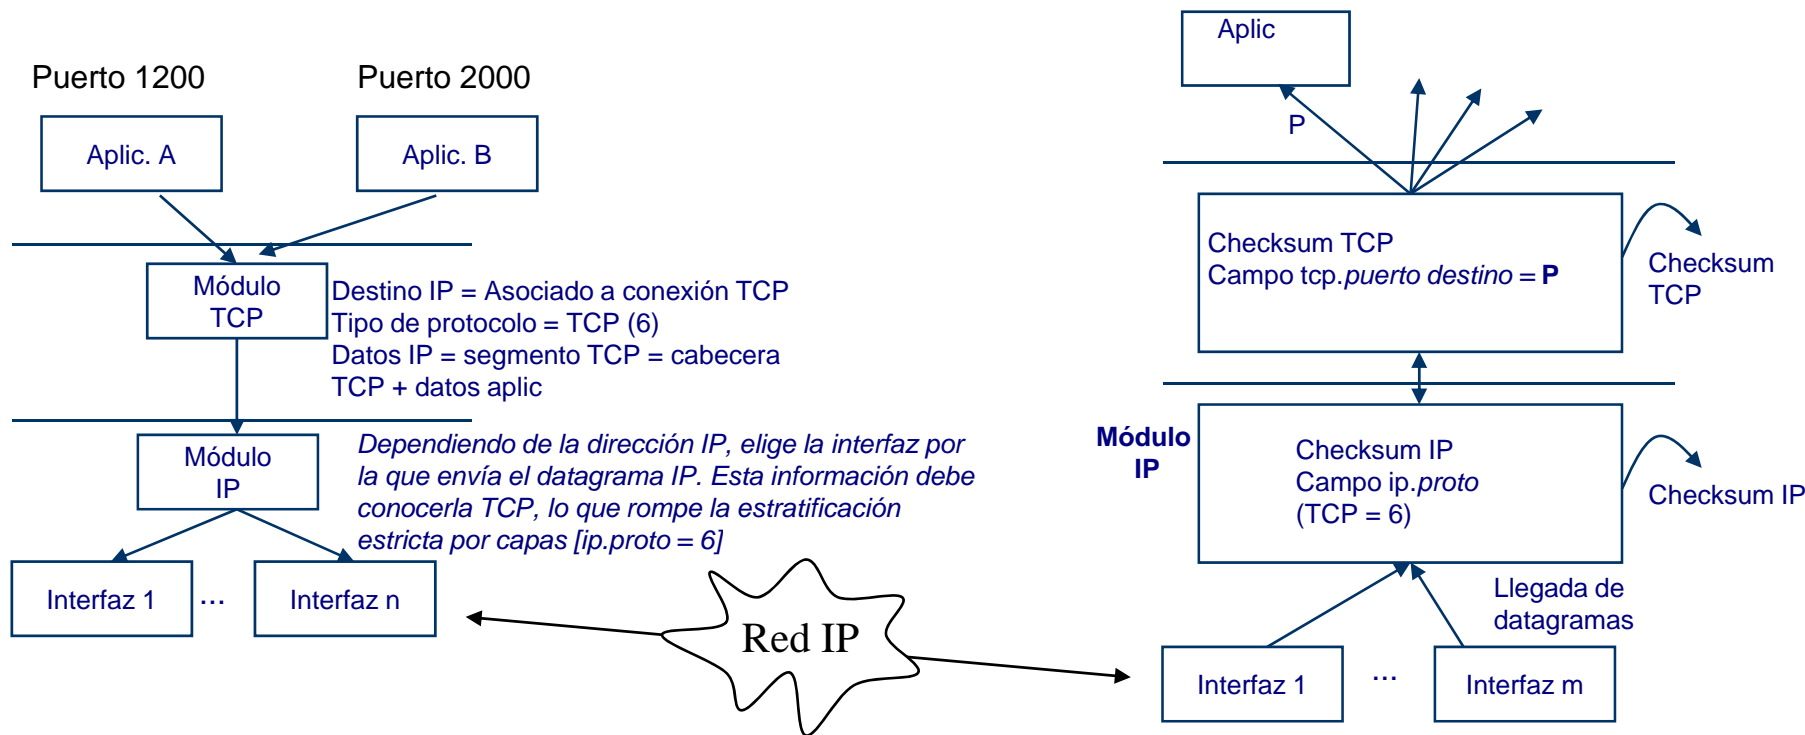 Puerto 1200
Puerto 2000
Aplic. A
Aplic. B
Módulo
TCP
Destino IP = Asociado a conexión TCP
Tipo de protocolo = TCP (6)
Datos IP = segmento TCP = cabecera
TCP + datos aplic
Módulo
IP
Dependiendo de la dirección IP, elige la interfaz por
la que envía el datagrama IP. Esta información debe
conocerla TCP, lo que rompe la estratificación
estricta por capas [ip.proto = 6]
Interfaz 1
...
Interfaz n
Red IP
Aplic
P
Checksum TCP
Campo tcp.puerto destino = P
Checksum
TCP
Módulo
IP
Checksum IP
Campo ip.proto
(TCP = 6)
Checksum IP
Llegada de
datagramas
Interfaz 1
...
Interfaz m